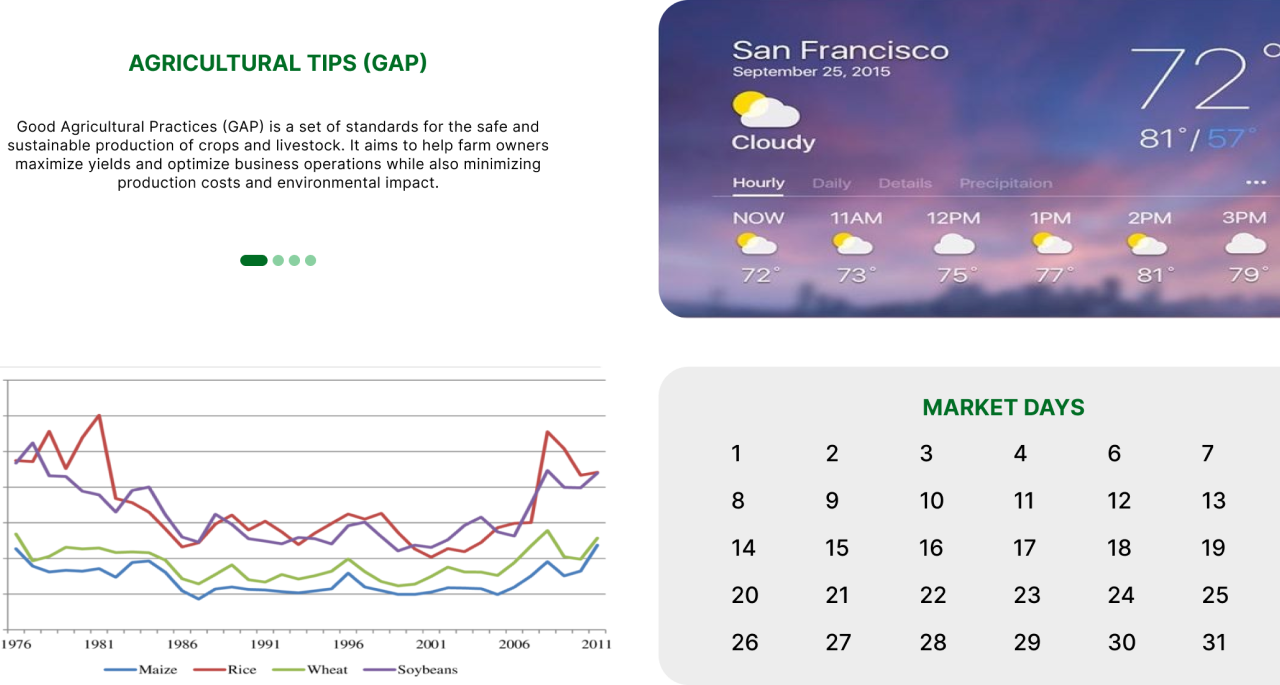 AGRICULTURAL TIPS (GAP)
Good Agricultural Practices (GAP) is a set of standards for the safe and
sustainable production of crops and livestock. It aims to help farm owners
maximize yields and optimize business operations while also minimizing
production costs and environmental impact.
San Francisco
September 25, 2015
Cloudy
72°
81°/57°
Hourly Daily Details Precipitaion
NOW 11AM 12PM 1PM 2PM 3PM
72° 73° 75° 77° 81° 79°
1976 1981 1986 1991 1996 2001 2006 2011
Maize Rice Wheat Soybeans
MARKET DAYS
1 2 3 4 6 7
8 9 10 11 12 13
14 15 16 17 18 19
20 21 22 23 24 25
26 27 28 29 30 31